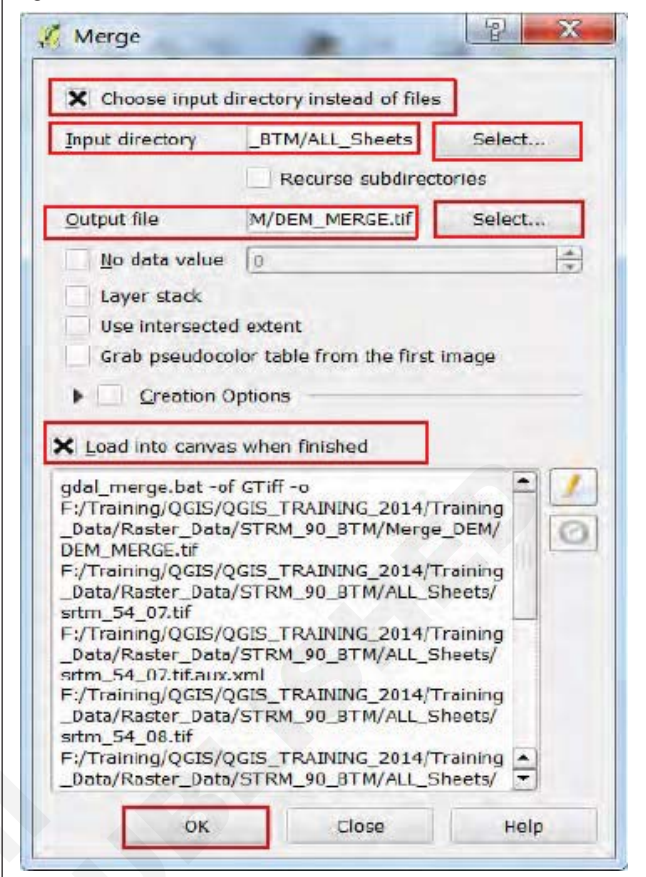 Merge
Choose input directory instead of files
Input directory _BTM/ALL_Sheets Select...
Recurse subdirectories
Output file M/DEM_MERGE.tif Select...
No data value 0
Layer stack
Use intersected extent
Grab pseudocolor table from the first image
Creation Options
Load into canvas when finished
gdal_merge.bat -of GTiff -o
F:/Training/QGIS/QGIS_TRAINING_2014/Training
_Data/Raster_Data/STRM_90_BTM/Merge_DEM/
DEM_MERGE.tif
F:/Training/QGIS/QGIS_TRAINING_2014/Training
_Data/Raster_Data/STRM_90_BTM/ALL_Sheets/
srtm_54_07.tif
F:/Training/QGIS/QGIS_TRAINING_2014/Training
_Data/Raster_Data/STRM_90_BTM/ALL_Sheets/
srtm_54_07.tif.aux.xml
F:/Training/QGIS/QGIS_TRAINING_2014/Training
_Data/Raster_Data/STRM_90_BTM/ALL_Sheets/
srtm_54_08.tif
F:/Training/QGIS/QGIS_TRAINING_2014/Training
_Data/Raster_Data/STRM_90_BTM/ALL_Sheets/
OK Close Help